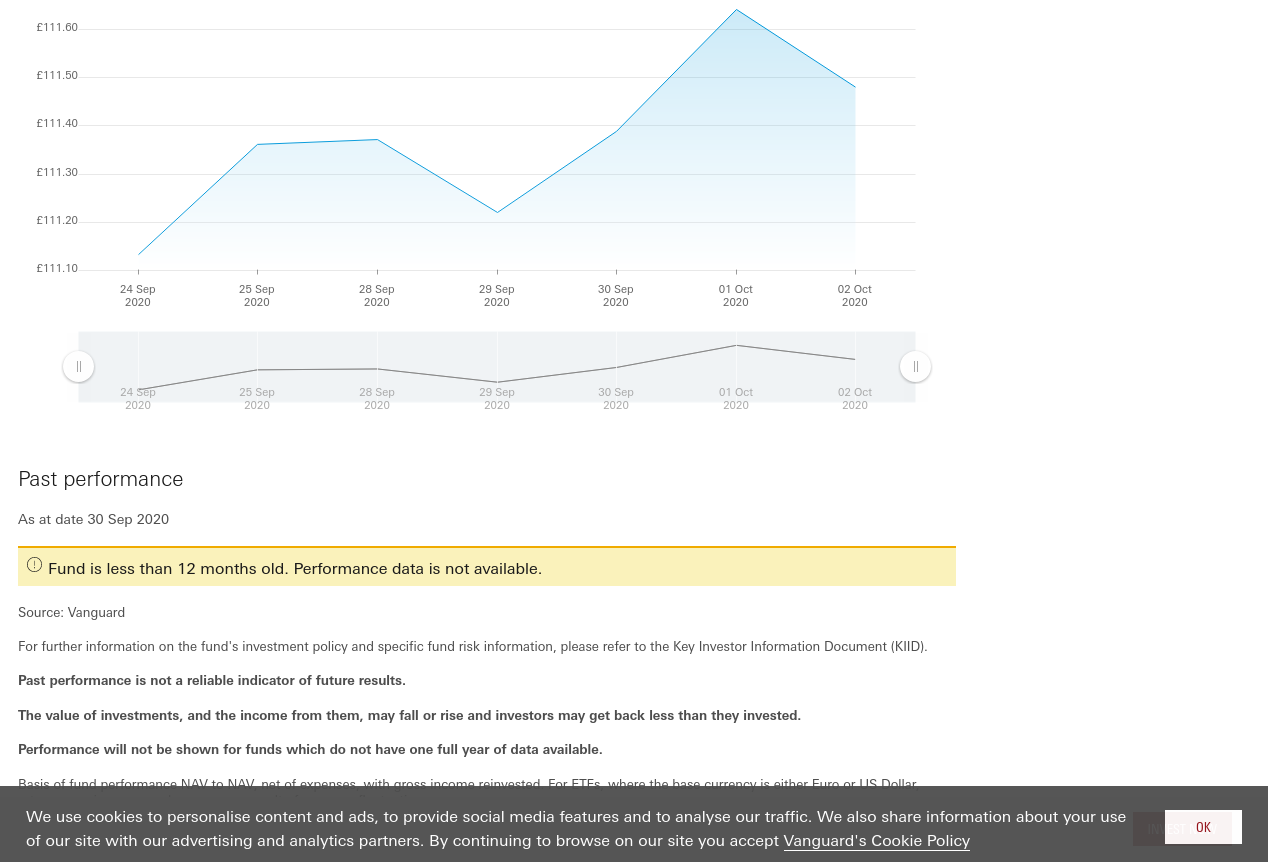 £111.60
£111.50
£111.40
£111.30
£111.20
£111.10
24 Sep 25 Sep 28 Sep 29 Sep 30 Sep 01 Oct 02 Oct
2020 2020 2020 2020 2020 2020 2020
24 Sep 25 Sep 28 Sep 29 Sep 30 Sep 01 Oct 02 Oct
2020 2020 2020 2020 2020 2020 2020
Past performance
As at date 30 Sep 2020
Fund is less than 12 months old. Performance data is not available.
Source: Vanguard
For further information on the fund's investment policy and specific fund risk information, please refer to the Key Investor Information Document (KIID).
Past performance is not a reliable indicator of future results.
The value of investments, and the income from them, may fall or rise and investors may get back less than they invested.
Performance will not be shown for funds which do not have one full year of data available.
Basis of fund performance NAV to NAV, net of expenses, with gross income reinvested. For ETFs, where the base currency is either Euro or US Dollar
We use cookies to personalise content and ads, to provide social media features and to analyse our traffic. We also share information about your use
of our site with our advertising and analytics partners. By continuing to browse on our site you accept Vanguard's Cookie Policy
OK